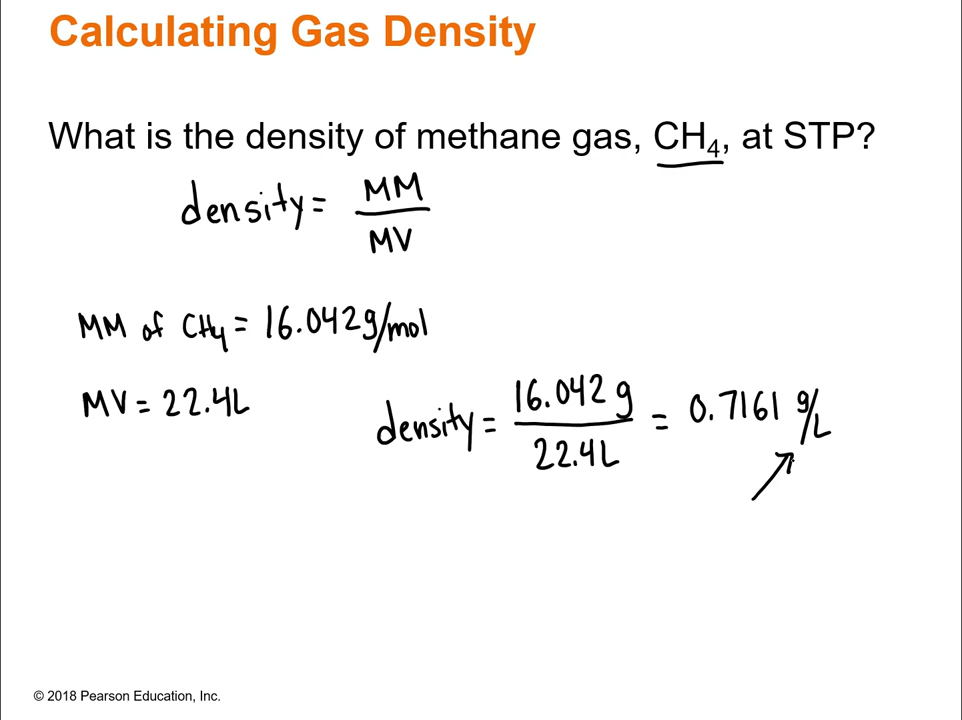 Calculating Gas Density
What is the density of methane gas, CH₄, at STP?
density = MM / MV
MM of CH₄ = 16.042 g/mol
MV = 22.4L
density = 16.042 g / 22.4L = 0.7161 g/L
© 2018 Pearson Education, Inc.